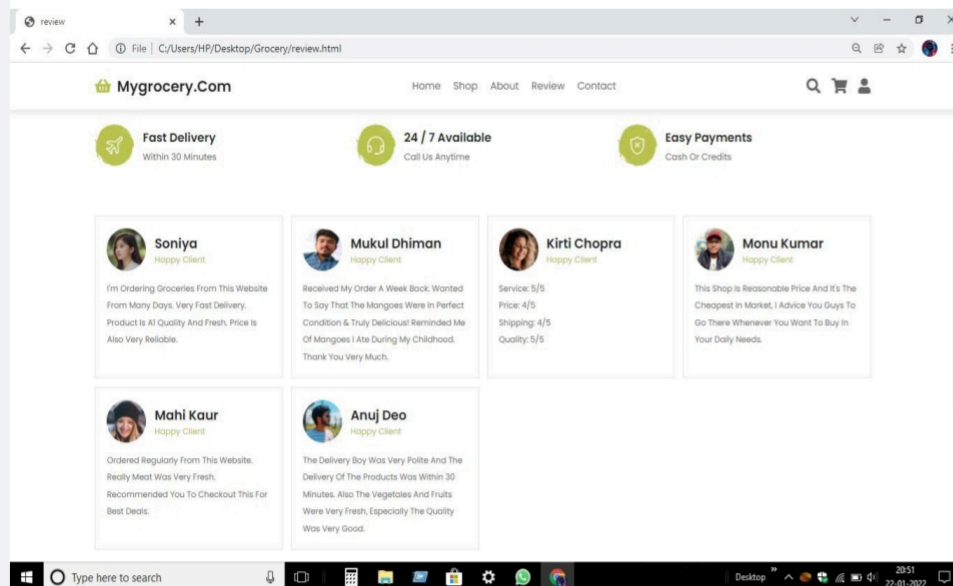 review
File | C:/Users/HP/Desktop/Grocery/review.html
Mygrocery.Com
Home Shop About Review Contact
Fast Delivery
Within 30 Minutes
24 / 7 Available
Call Us Anytime
Easy Payments
Cash Or Credits
Soniya
Happy Client
I'm Ordering Groceries From This Website
From Many Days. Very Fast Delivery.
Product Is A1 Quality And Fresh. Price Is
Also Very Reliable.
Mukul Dhiman
Happy Client
Received My Order A Week Back. Wanted
To Say That The Mangoes Were In Perfect
Condition & Truly Delicious! Reminded Me
Of Mangoes I Ate During My Childhood.
Thank You Very Much.
Kirti Chopra
Happy Client
Service: 5/5
Price: 4/5
Shipping: 4/5
Quality: 5/5
Monu Kumar
Happy Client
This Shop Is Reasonable Price And It's The
Cheapest In Market, I Advice You Guys To
Go There Whenever You Want To Buy In
Your Daily Needs.
Mahi Kaur
Happy Client
Ordered Regularly From This Website.
Really Meat Was Very Fresh.
Recommended You To Checkout This For
Best Deals.
Anuj Deo
Happy Client
The Delivery Boy Was Very Polite And The
Delivery Of The Products Was Within 30
Minutes. Also The Vegetales And Fruits
Were Very Fresh, Especially The Quality
Was Very Good.
Type here to search
Desktop
20:51
22-01-2022